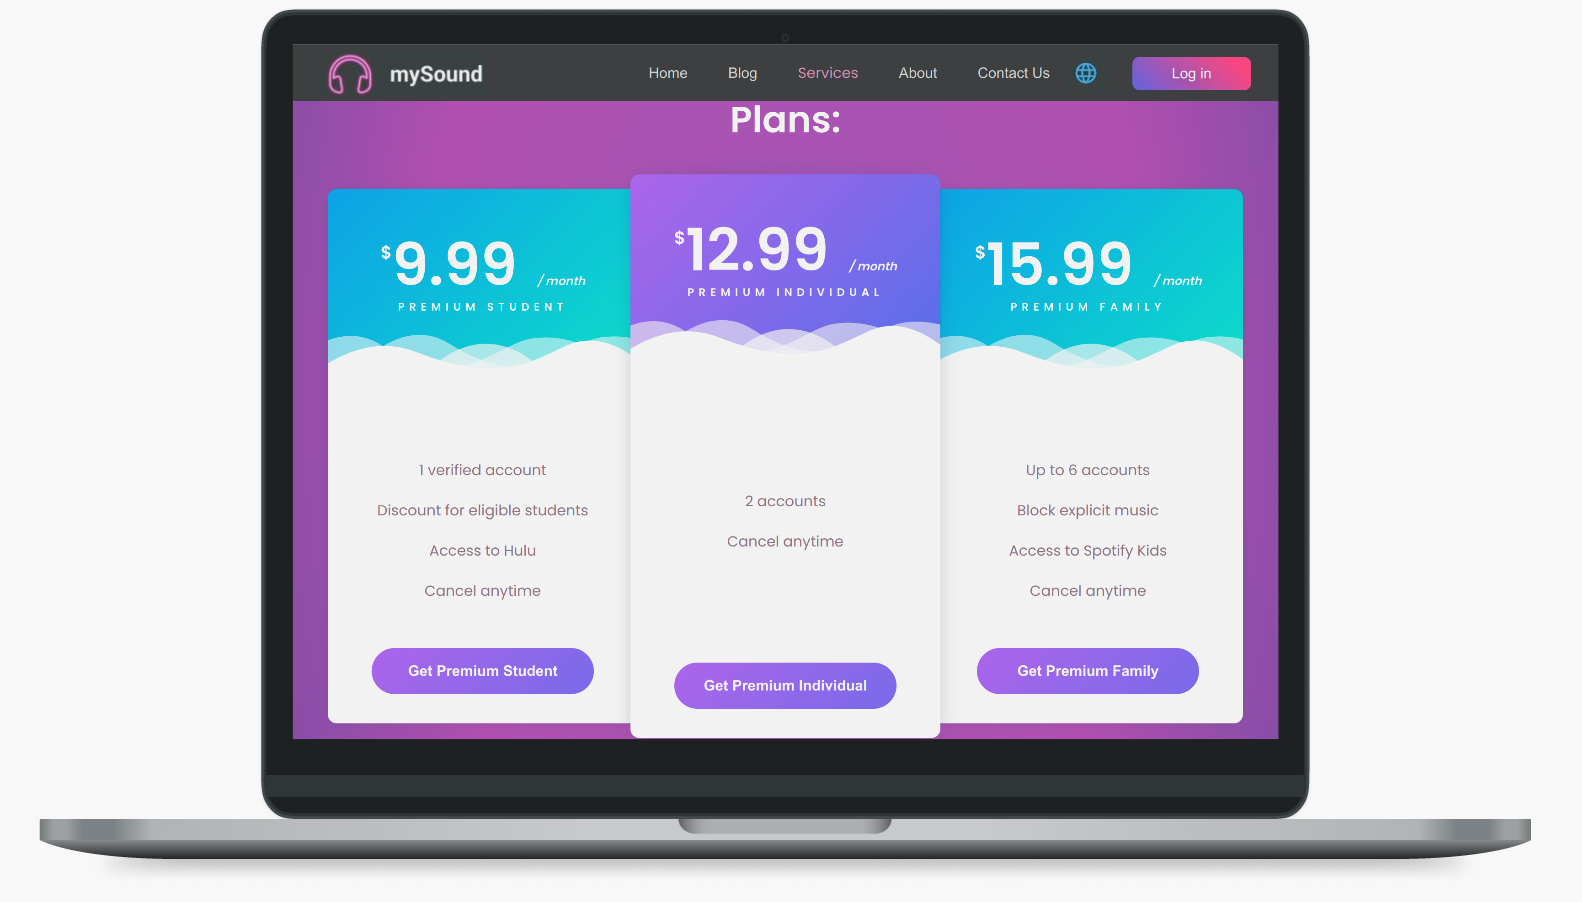 mySound
Home
Blog
Services
About
Contact Us
Log in
Plans:
$9.99 / month
PREMIUM STUDENT
1 verified account
Discount for eligible students
Access to Hulu
Cancel anytime
Get Premium Student
$12.99 / month
PREMIUM INDIVIDUAL
2 accounts
Cancel anytime
Get Premium Individual
$15.99 / month
PREMIUM FAMILY
Up to 6 accounts
Block explicit music
Access to Spotify Kids
Cancel anytime
Get Premium Family